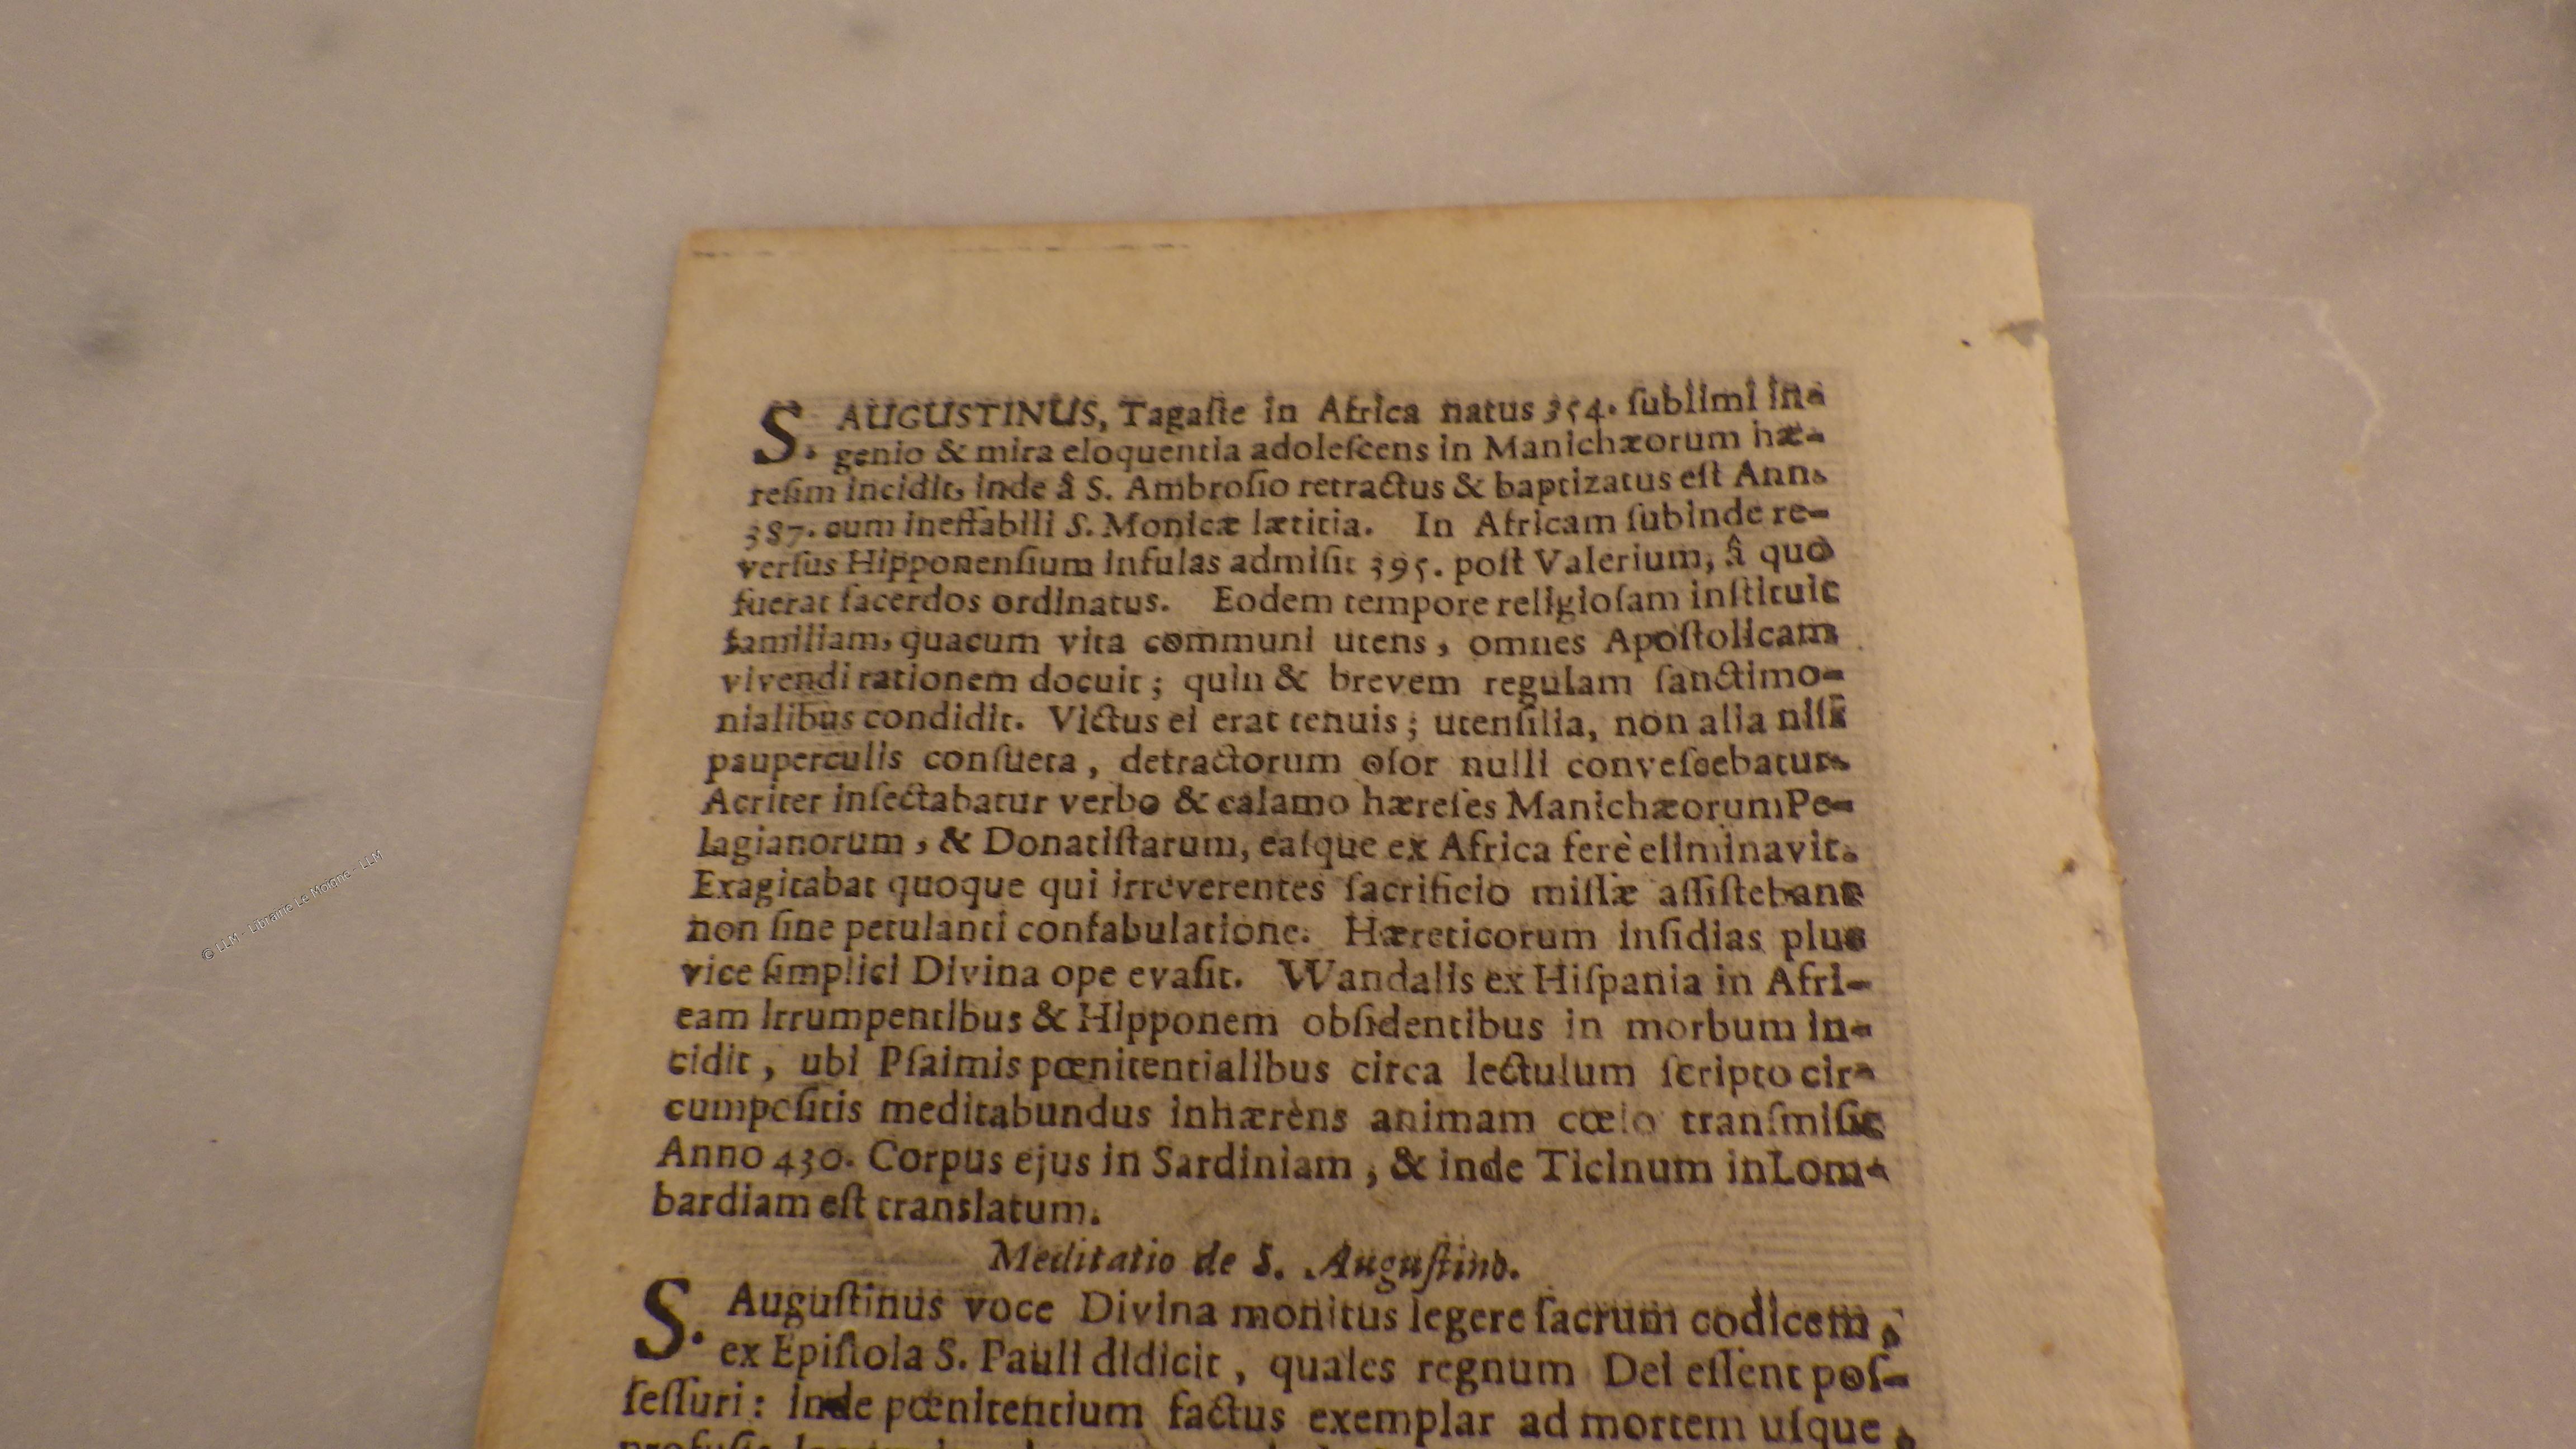 S. AUGUSTINUS, Tagaſte in Africa natus 354. ſublimi in-
genio & mira eloquentia adoleſcens in Manichæorum hæ-
reſim incidit, inde â S. Ambroſio retractus & baptizatus eſt Ann.
387. cum ineffabili S. Monicæ lætitia. In Africam ſubinde re-
verſus Hipponenſium infulas admiſit 395. poſt Valerium, â quo
fuerat ſacerdos ordinatus. Eodem tempore religioſam inſtituit
familiam, quacum vita communi utens, omnes Apoſtolicam
vivendi rationem docuit; quin & brevem regulam ſanctimo-
nialibus condidit. Victus ei erat tenuis; utenſilia, non alia niſi
pauperculis conſueta, detractorum oſor nulli conveſcebatur.
Acriter inſectabatur verbo & calamo hæreſes Manichæorum Pe-
lagianorum, & Donatiſtarum, eaſque ex Africa ferè eliminavit.
Exagitabat quoque qui irreverentes ſacrificio miſſæ aſſiſtebant
non ſine petulanti confabulatione. Hæreticorum inſidias plus
vice ſimplici Divina ope evaſit. Wandalis ex Hiſpania in Afri-
cam irrumpentibus & Hipponem obſidentibus in morbum in-
cidit, ubi Pſalmis pœnitentialibus circa lectulum ſcripto cir-
cumpoſitis meditabundus inhærèns animam cœlo tranſmiſit
Anno 430. Corpus ejus in Sardiniam, & inde Ticinum in Lom-
bardiam eſt translatum.
Meditatio de S. Auguſtino.
S. Auguſtinus voce Divina monitus legere ſacrum codicem,
ex Epiſtola S. Pauli didicit, quales regnum Dei eſſent poſ-
ſeſſuri: inde pœnitentium factus exemplar ad mortem uſque,
© LLM - Librairie Le Moigne - LLM